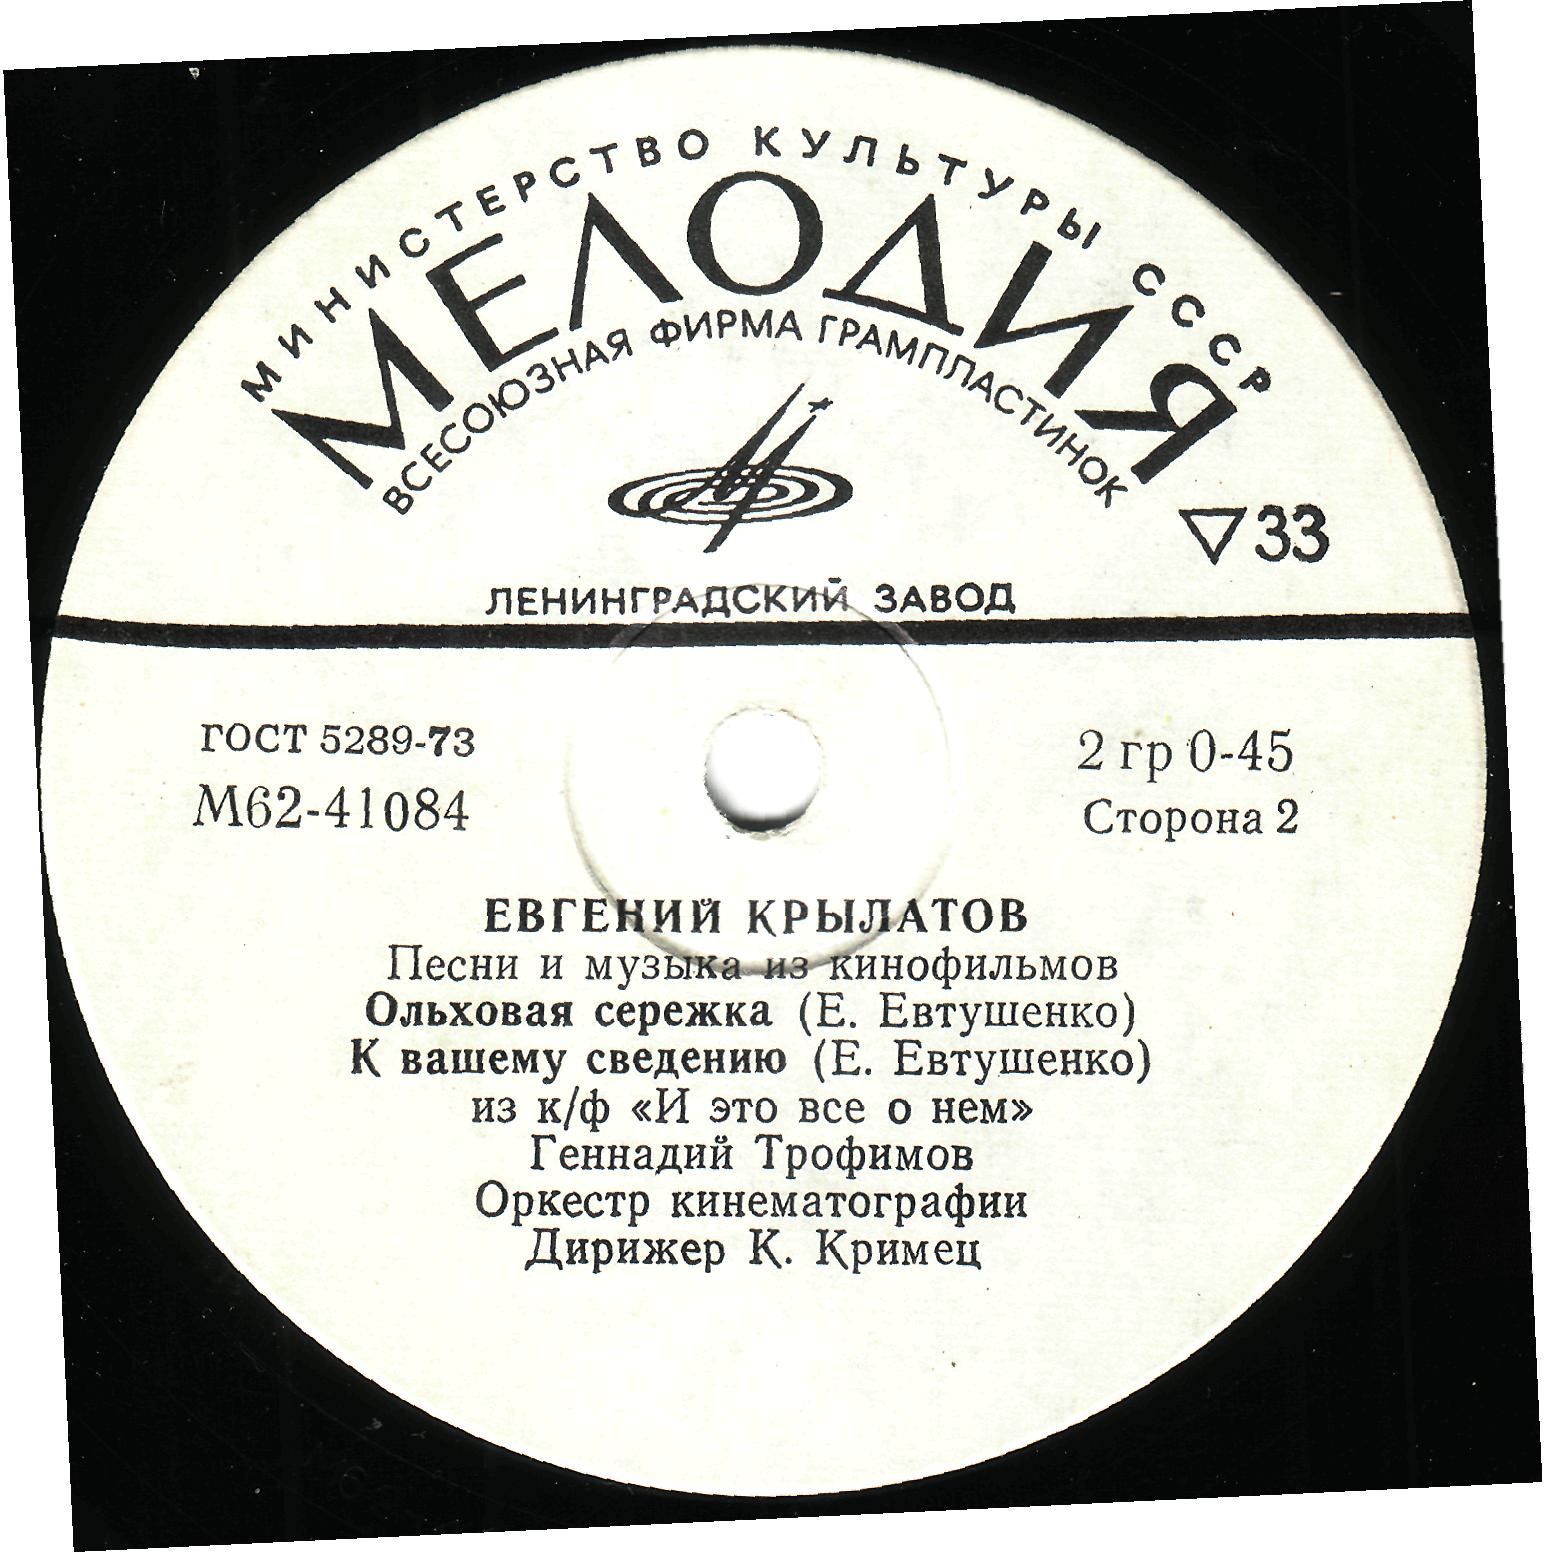 МИНИСТЕРСТВО КУЛЬТУРЫ СССР
МЕЛОДИЯ
ВСЕСОЮЗНАЯ ФИРМА ГРАМПЛАСТИНОК
33
ЛЕНИНГРАДСКИЙ ЗАВОД
ГОСТ 5289-73
М62-41084
2 гр 0-45
Сторона 2
ЕВГЕНИЙ КРЫЛАТОВ
Песни и музыка из кинофильмов
Ольховая сережка (Е. Евтушенко)
К вашему сведению (Е. Евтушенко)
из к/ф «И это все о нем»
Геннадий Трофимов
Оркестр кинематографии
Дирижер К. Кримец